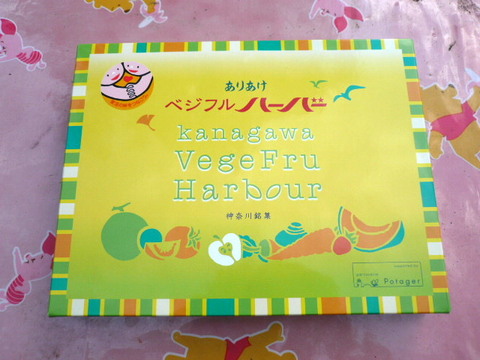 ありあけ
ベジフルハーバー
kanagawa
VegeFru
Harbour
神奈川銘菓
Potager